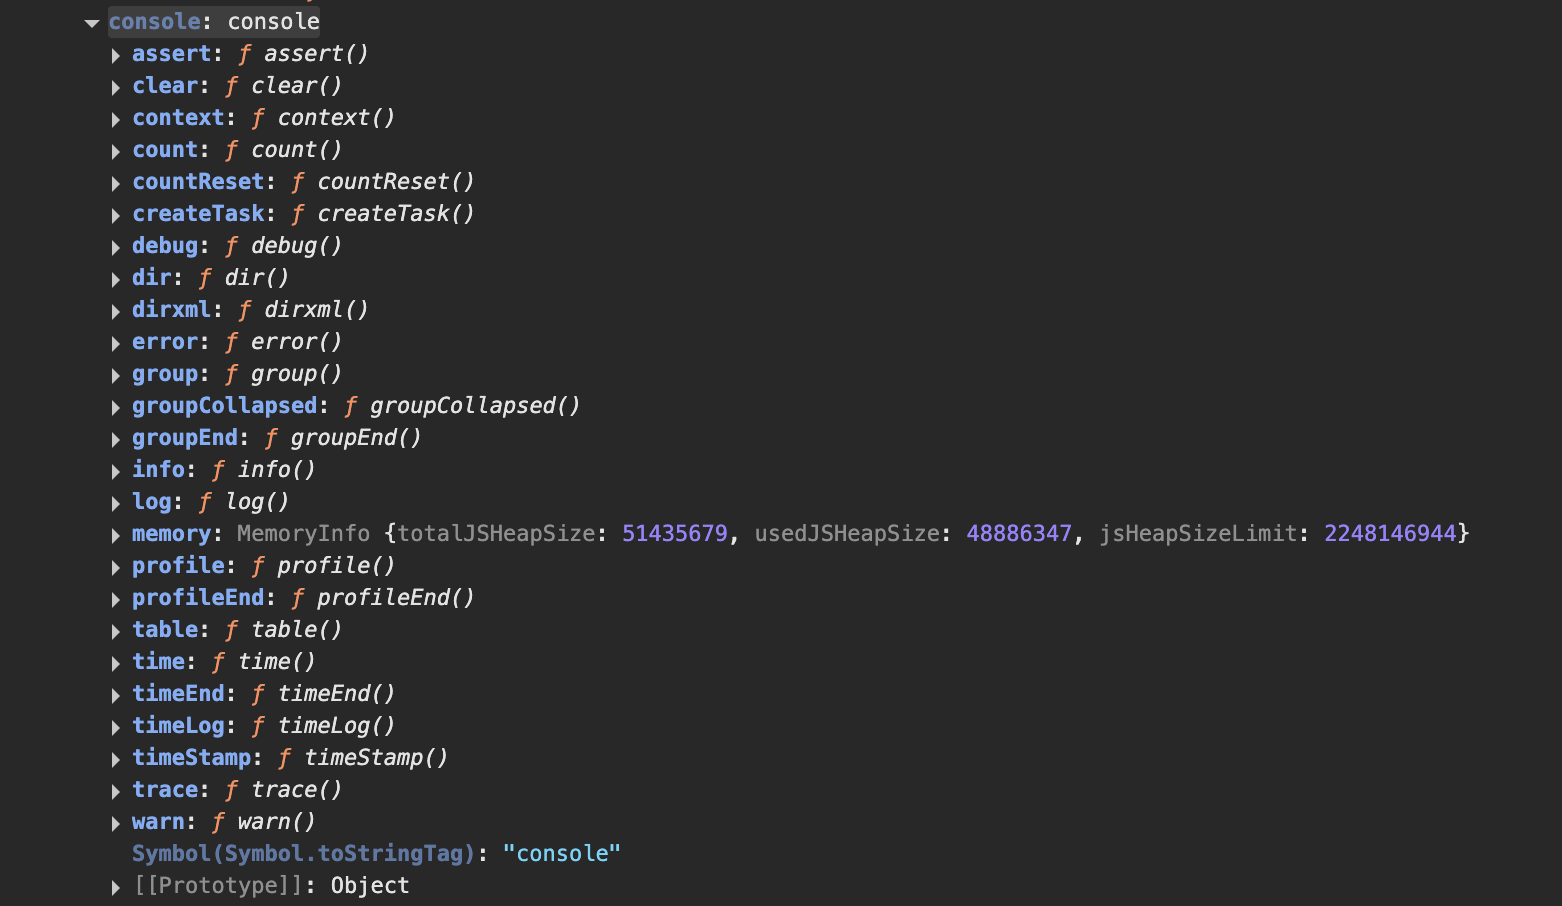 console: console
assert: ƒ assert()
clear: ƒ clear()
context: ƒ context()
count: ƒ count()
countReset: ƒ countReset()
createTask: ƒ createTask()
debug: ƒ debug()
dir: ƒ dir()
dirxml: ƒ dirxml()
error: ƒ error()
group: ƒ group()
groupCollapsed: ƒ groupCollapsed()
groupEnd: ƒ groupEnd()
info: ƒ info()
log: ƒ log()
memory: MemoryInfo {totalJSHeapSize: 51435679, usedJSHeapSize: 48886347, jsHeapSizeLimit: 2248146944}
profile: ƒ profile()
profileEnd: ƒ profileEnd()
table: ƒ table()
time: ƒ time()
timeEnd: ƒ timeEnd()
timeLog: ƒ timeLog()
timeStamp: ƒ timeStamp()
trace: ƒ trace()
warn: ƒ warn()
Symbol(Symbol.toStringTag): "console"
[[Prototype]]: Object